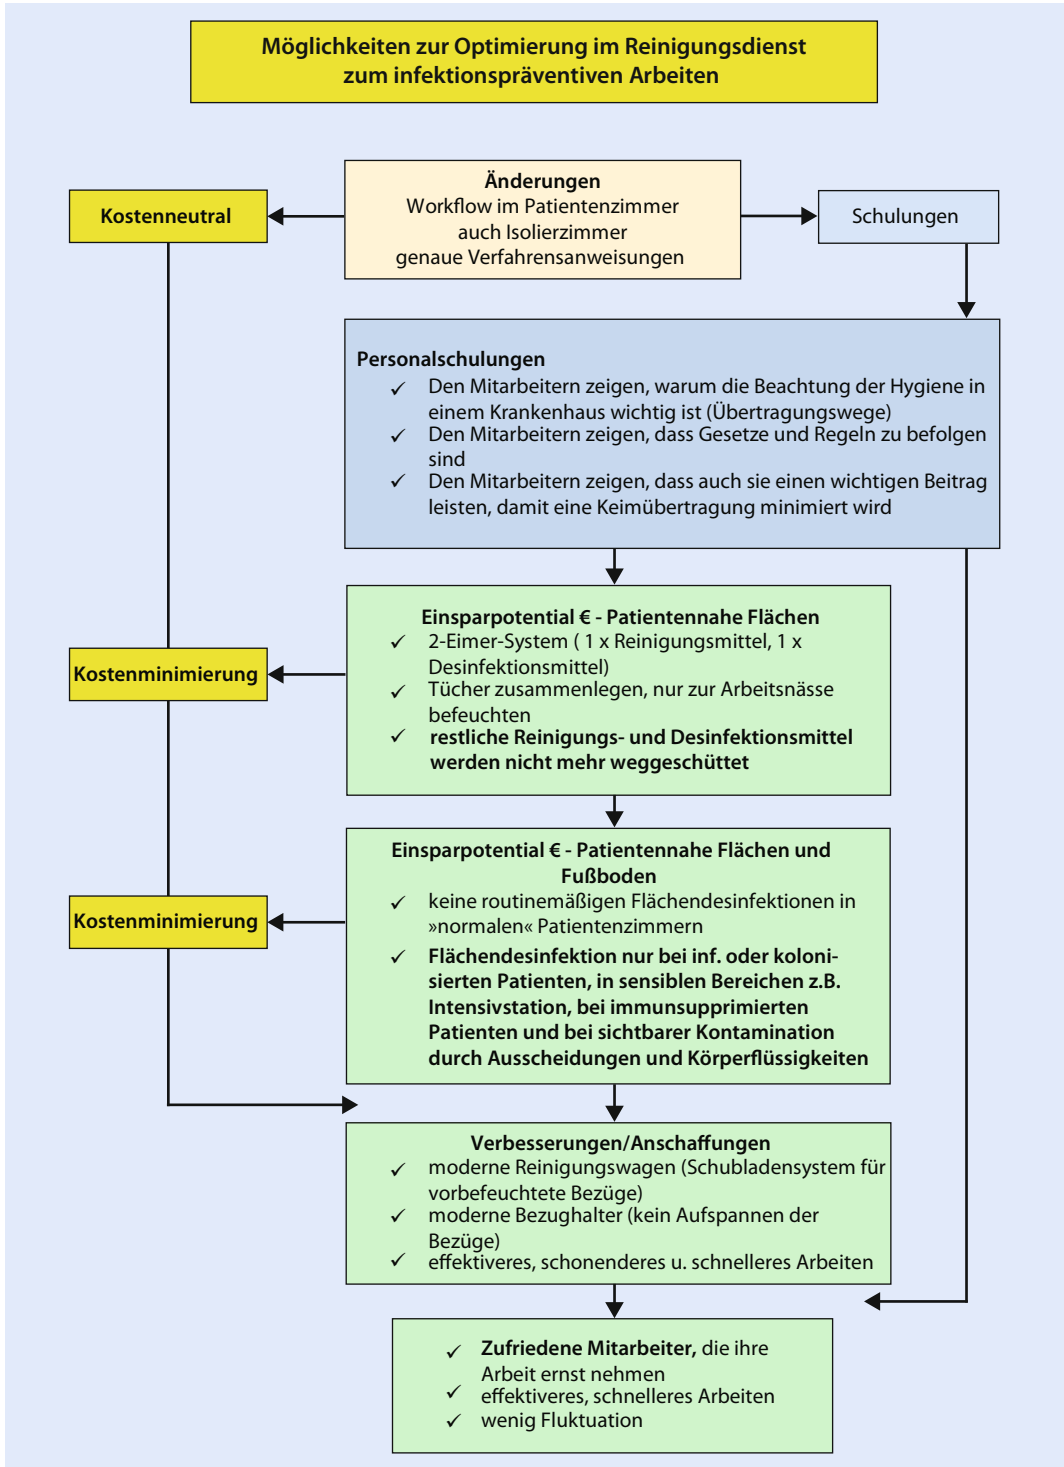 Möglichkeiten zur Optimierung im Reinigungsdienst
zum infektionspräventiven Arbeiten
Kostenneutral
Änderungen
Workflow im Patientenzimmer
auch Isolierzimmer
genaue Verfahrensanweisungen
Schulungen
Personalschulungen
✓ Den Mitarbeitern zeigen, warum die Beachtung der Hygiene in
einem Krankenhaus wichtig ist (Übertragungswege)
✓ Den Mitarbeitern zeigen, dass Gesetze und Regeln zu befolgen
sind
✓ Den Mitarbeitern zeigen, dass auch sie einen wichtigen Beitrag
leisten, damit eine Keimübertragung minimiert wird
Kostenminimierung
Einsparpotential € - Patientennahe Flächen
✓ 2-Eimer-System ( 1 x Reinigungsmittel, 1 x
Desinfektionsmittel)
✓ Tücher zusammenlegen, nur zur Arbeitsnässe
befeuchten
✓ restliche Reinigungs- und Desinfektionsmittel
werden nicht mehr weggeschüttet
Kostenminimierung
Einsparpotential € - Patientennahe Flächen und
Fußboden
✓ keine routinemäßigen Flächendesinfektionen in
»normalen« Patientenzimmern
✓ Flächendesinfektion nur bei inf. oder koloni-
sierten Patienten, in sensiblen Bereichen z.B.
Intensivstation, bei immunsupprimierten
Patienten und bei sichtbarer Kontamination
durch Ausscheidungen und Körperflüssigkeiten
Verbesserungen/Anschaffungen
✓ moderne Reinigungswagen (Schubladensystem für
vorbefeuchtete Bezüge)
✓ moderne Bezughalter (kein Aufspannen der
Bezüge)
✓ effektiveres, schonenderes u. schnelleres Arbeiten
✓ Zufriedene Mitarbeiter, die ihre
Arbeit ernst nehmen
✓ effektiveres, schnelleres Arbeiten
✓ wenig Fluktuation